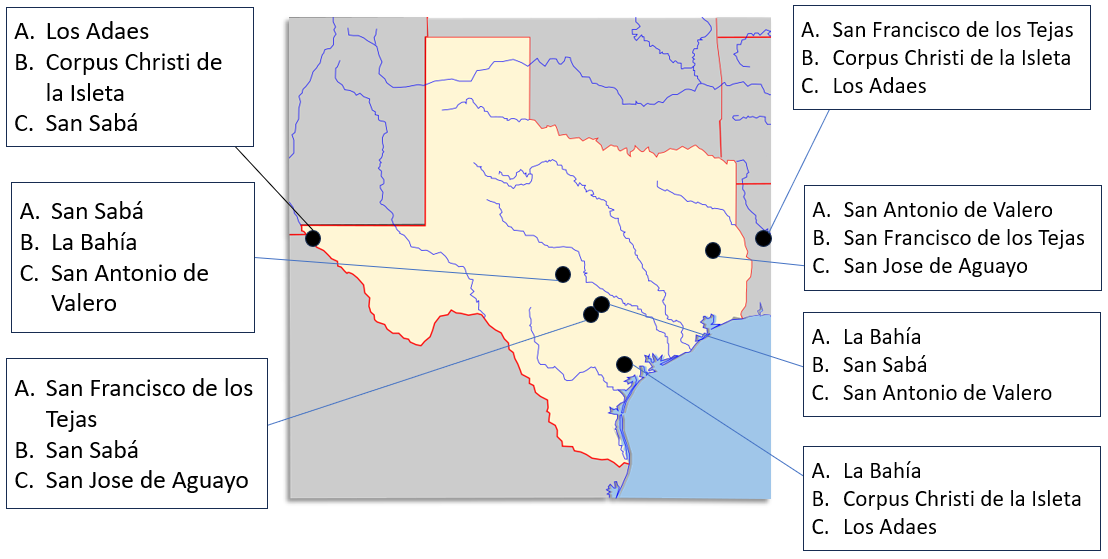 A. Los Adaes
B. Corpus Christi de
la Isleta
C. San Sabá
A. San Sabá
B. La Bahía
C. San Antonio de
Valero
A. San Francisco de los
Tejas
B. San Sabá
C. San Jose de Aguayo
A. San Francisco de los Tejas
B. Corpus Christi de la Isleta
C. Los Adaes
A. San Antonio de Valero
B. San Francisco de los Tejas
C. San Jose de Aguayo
A. La Bahía
B. San Sabá
C. San Antonio de Valero
A. La Bahía
B. Corpus Christi de la Isleta
C. Los Adaes